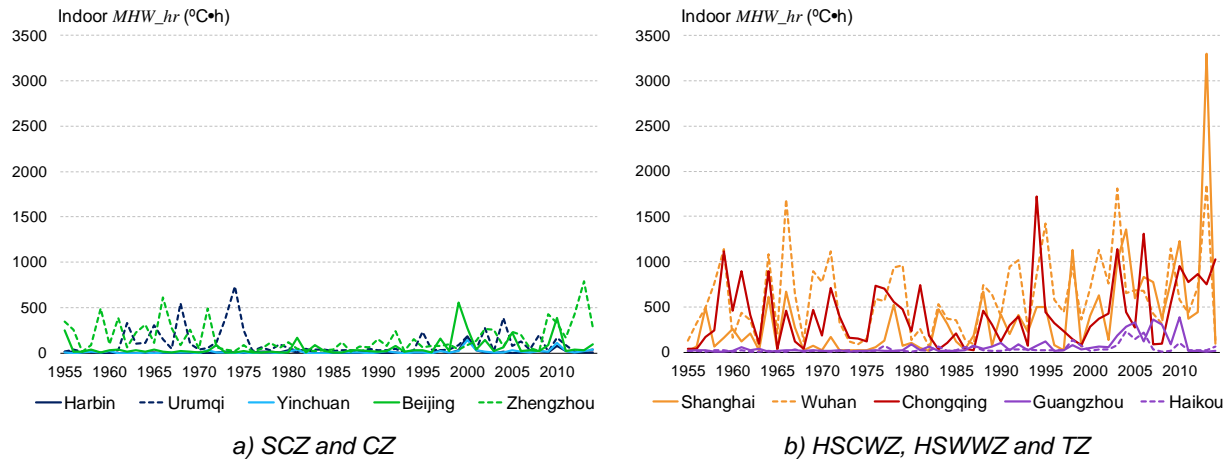 Indoor MHW_hr (⁰C•h)
3500
3000
2500
2000
1500
1000
500
0
1955 1960 1965 1970 1975 1980 1985 1990 1995 2000 2005 2010
Harbin Urumqi Yinchuan Beijing Zhengzhou
a) SCZ and CZ
Indoor MHW_hr (⁰C•h)
3500
3000
2500
2000
1500
1000
500
0
1955 1960 1965 1970 1975 1980 1985 1990 1995 2000 2005 2010
Shanghai Wuhan Chongqing Guangzhou Haikou
b) HSCWZ, HSWWZ and TZ